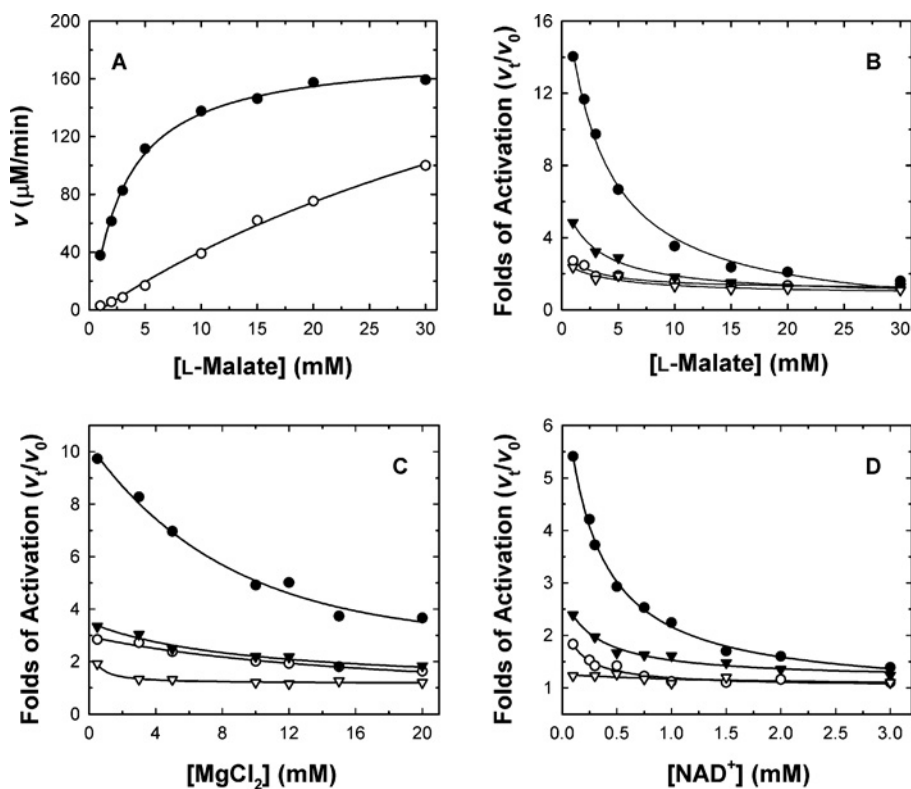 A
v (μM/min)
200
160
120
80
40
0
0 5 10 15 20 25 30
[L-Malate] (mM)
B
Folds of Activation (vt/v0)
16
12
8
4
0
0 5 10 15 20 25 30
[L-Malate] (mM)
C
Folds of Activation (vt/v0)
10
8
6
4
2
0
0 4 8 12 16 20
[MgCl2] (mM)
D
Folds of Activation (vt/v0)
6
5
4
3
2
1
0.0 0.5 1.0 1.5 2.0 2.5 3.0
[NAD+] (mM)